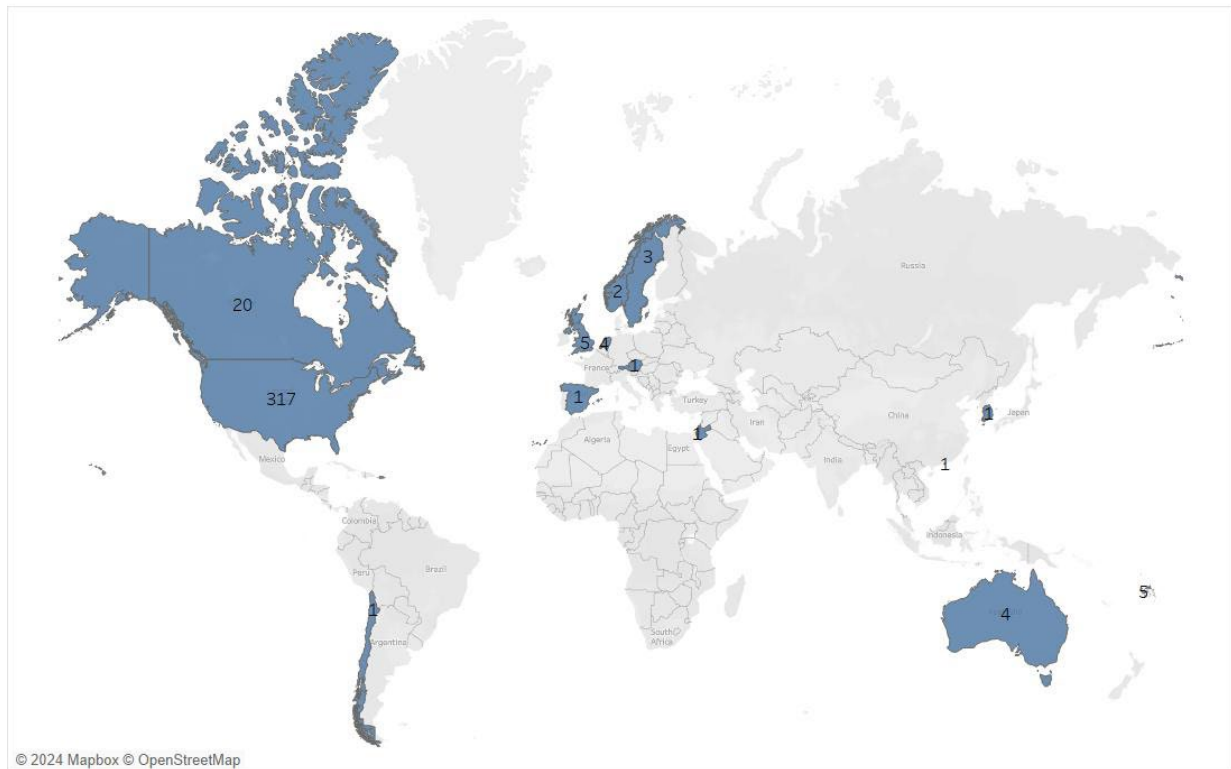 3
Russia
2
20
5
4
France
1
317
1
Turkey
China
1
Japan
1
Algeria
Egypt
Iran
Mexico
India
1
Colombia
Indonesia
Peru
Brazil
5
1
4
Argentina
South
Africa
© 2024 Mapbox © OpenStreetMap